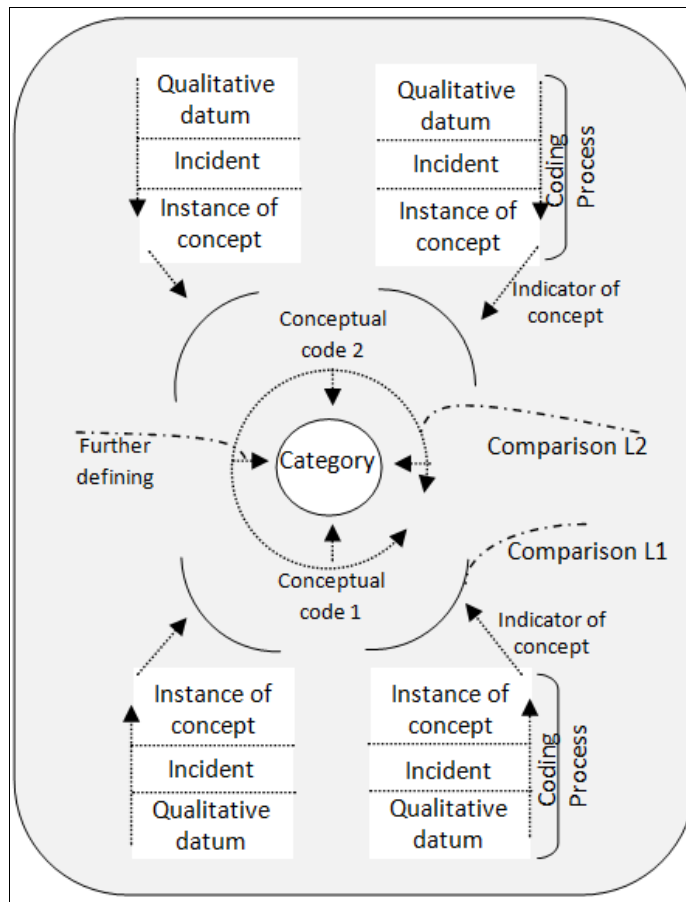 Qualitative
datum
Incident
Instance of
concept
Qualitative
datum
Incident
Instance of
concept
Coding
Process
Indicator of
concept
Conceptual
code 2
Further
defining
Category
Comparison L2
Comparison L1
Conceptual
code 1
Indicator of
concept
Instance of
concept
Incident
Qualitative
datum
Instance of
concept
Incident
Qualitative
datum
Coding
Process